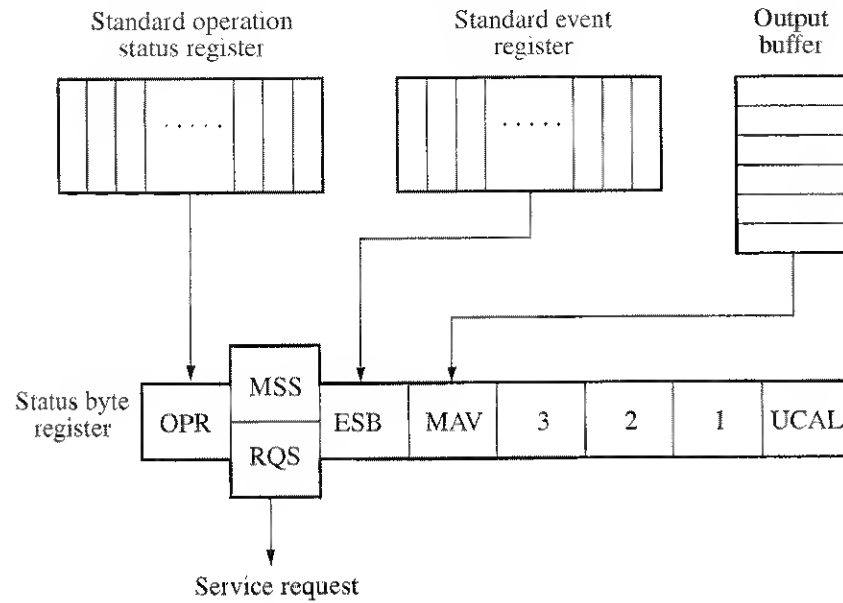 Standard operation
status register
Standard event
register
Output
buffer
. . . . .
. . . . .
Status byte
register
OPR
MSS
RQS
ESB
MAV
3
2
1
UCAL
Service request